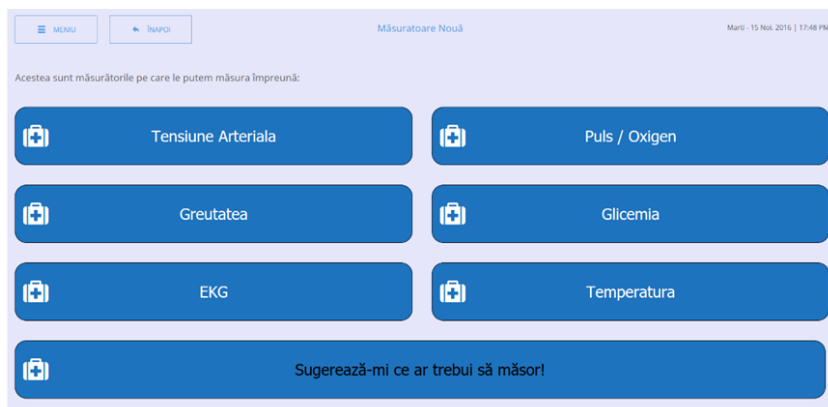 MENIU
ÎNAPOI
Măsuratoare Nouă
Marti - 15 Noi. 2016 | 17:48 PM
Acestea sunt măsurătorile pe care le putem măsura împreună:
Tensiune Arteriala
Puls / Oxigen
Greutatea
Glicemia
EKG
Temperatura
Sugerează-mi ce ar trebui să măsor!